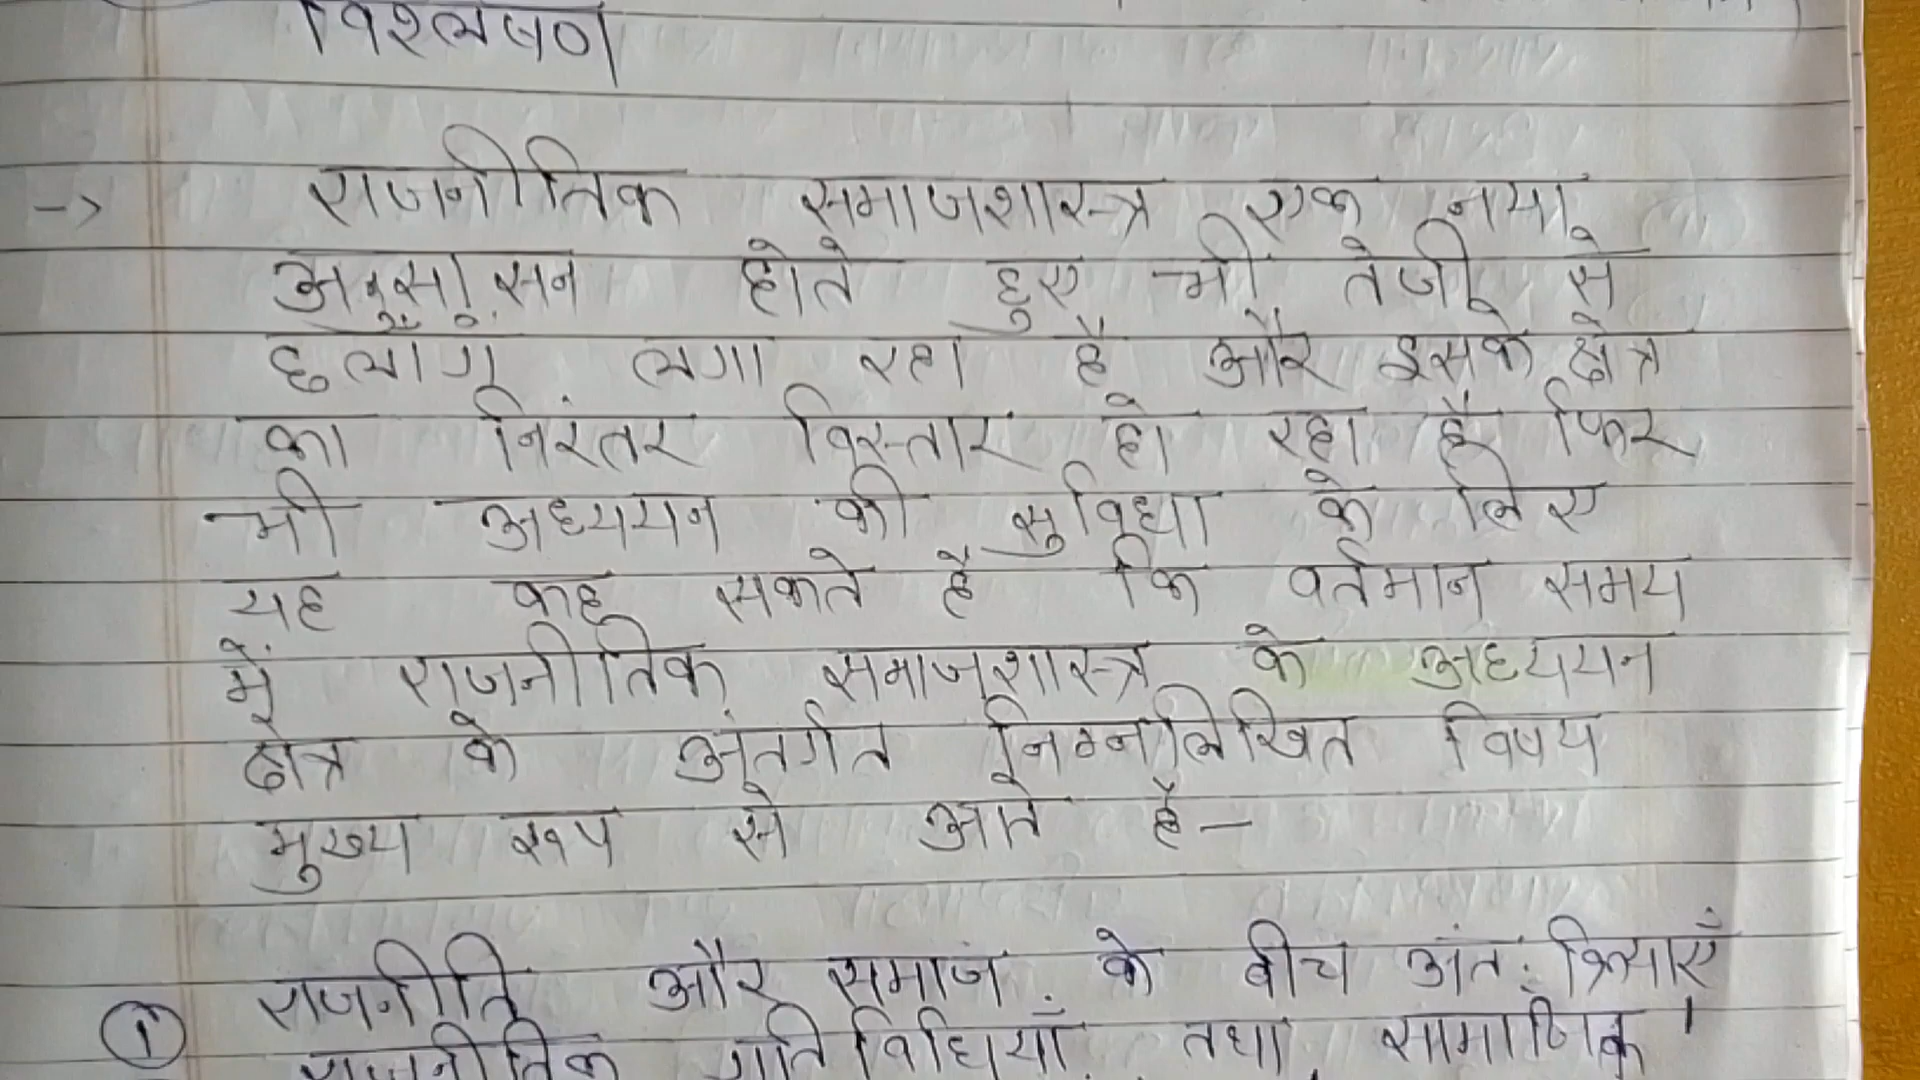 विश्लेषण
-> राजनीतिक समाजशास्त्र एक नया
अनुसासन होते हुए भी तेजी से
छलांग लगा रहा है और इसके क्षेत्र
का निरंतर विस्तार हो रहा है फिर
भी अध्ययन की सुविधा के लिए
यह कह सकते है कि वर्तमान समय
में राजनीतिक समाजशास्त्र के अध्ययन
क्षेत्र के अंतर्गत निम्नलिखित विषय
मुख्य रूप से आते है-
① राजनीति और समाज के बीच अंत: क्रियाएँ
राजनीतिक गतिविधियाँ तथा सामाजिक